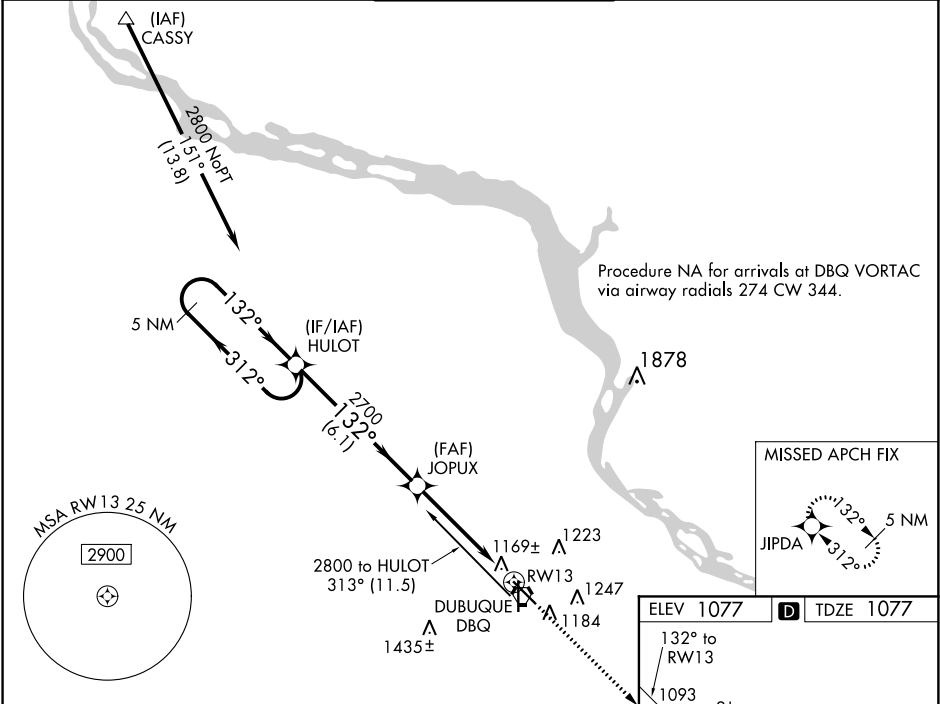 (IAF)
CASSY
2800 NoPT
151°
(13.8)
Procedure NA for arrivals at DBQ VORTAC
via airway radials 274 CW 344.
5 NM
132°
312°
(IF/IAF)
HULOT
1878
2700
132°
(6.1)
(FAF)
JOPUX
MISSED APCH FIX
132°
5 NM
JIPDA
312°
MSA RW13 25 NM
2900
2800 to HULOT
313° (11.5)
1169±
1223
RW13
1247
DUBUQUE
DBQ
1184
1435±
ELEV 1077
D
TDZE 1077
132° to
RW13
1093